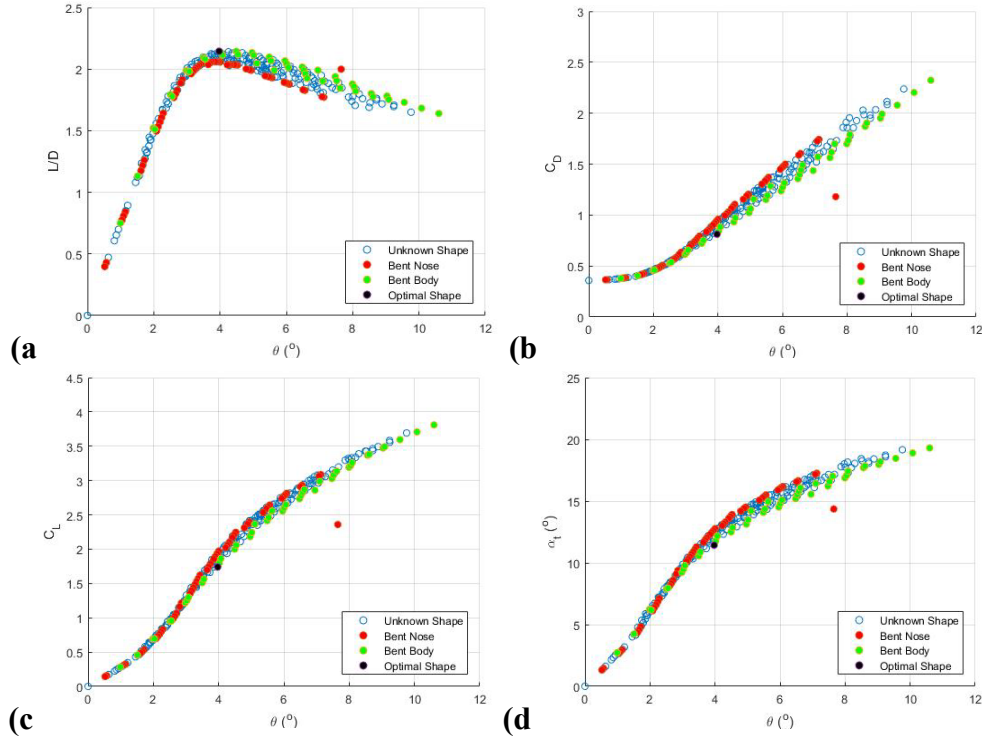 2.5
2
1.5
1
0.5
0
L/D
0 2 4 6 8 10 12
θ (°)
Unknown Shape
Bent Nose
Bent Body
Optimal Shape
(a
3
2.5
2
1.5
1
0.5
0
C_D
0 2 4 6 8 10 12
θ (°)
Unknown Shape
Bent Nose
Bent Body
Optimal Shape
(b)
4.5
4
3.5
3
2.5
2
1.5
1
0.5
0
C_L
0 2 4 6 8 10 12
θ (°)
Unknown Shape
Bent Nose
Bent Body
Optimal Shape
(c)
25
20
15
10
5
0
α_t (°)
0 2 4 6 8 10 12
θ (°)
Unknown Shape
Bent Nose
Bent Body
Optimal Shape
(d)